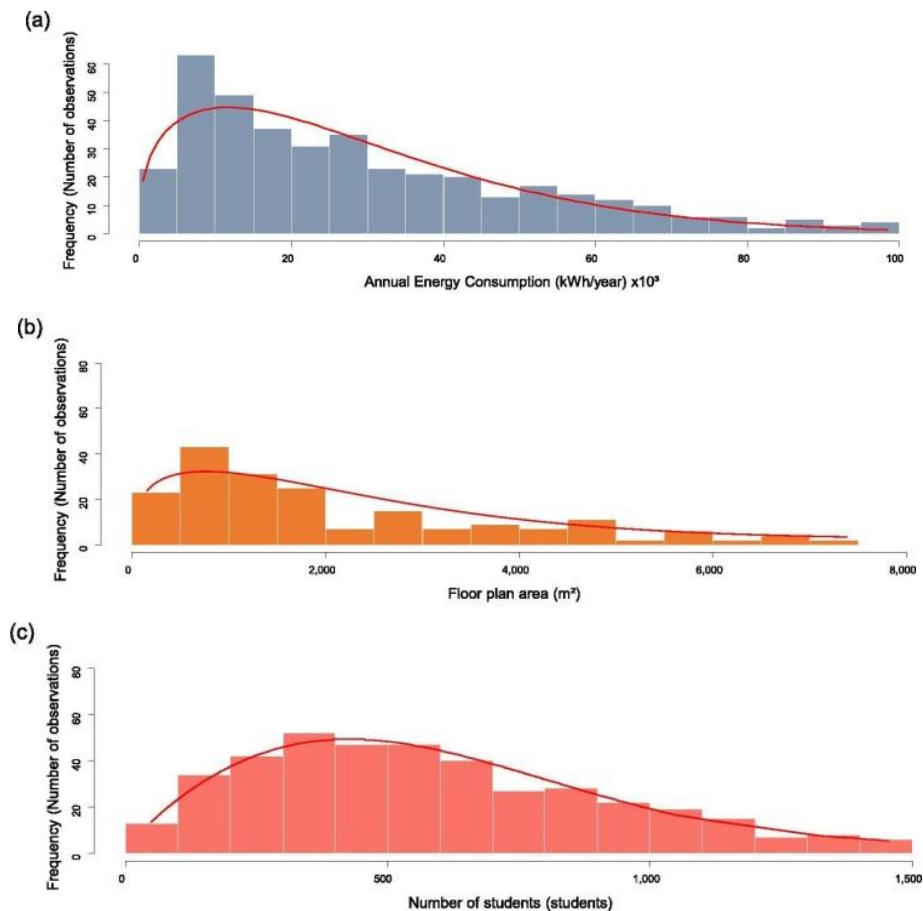 (a)
Frequency (Number of observations)
0 10 20 30 40 50 60
0 20 40 60 80 100
Annual Energy Consumption (kWh/year) x10³
(b)
Frequency (Number of observations)
0 20 40 60 80
0 2,000 4,000 6,000 8,000
Floor plan area (m²)
(c)
Frequency (Number of observations)
0 20 40 60 80
0 500 1,000 1,500
Number of students (students)